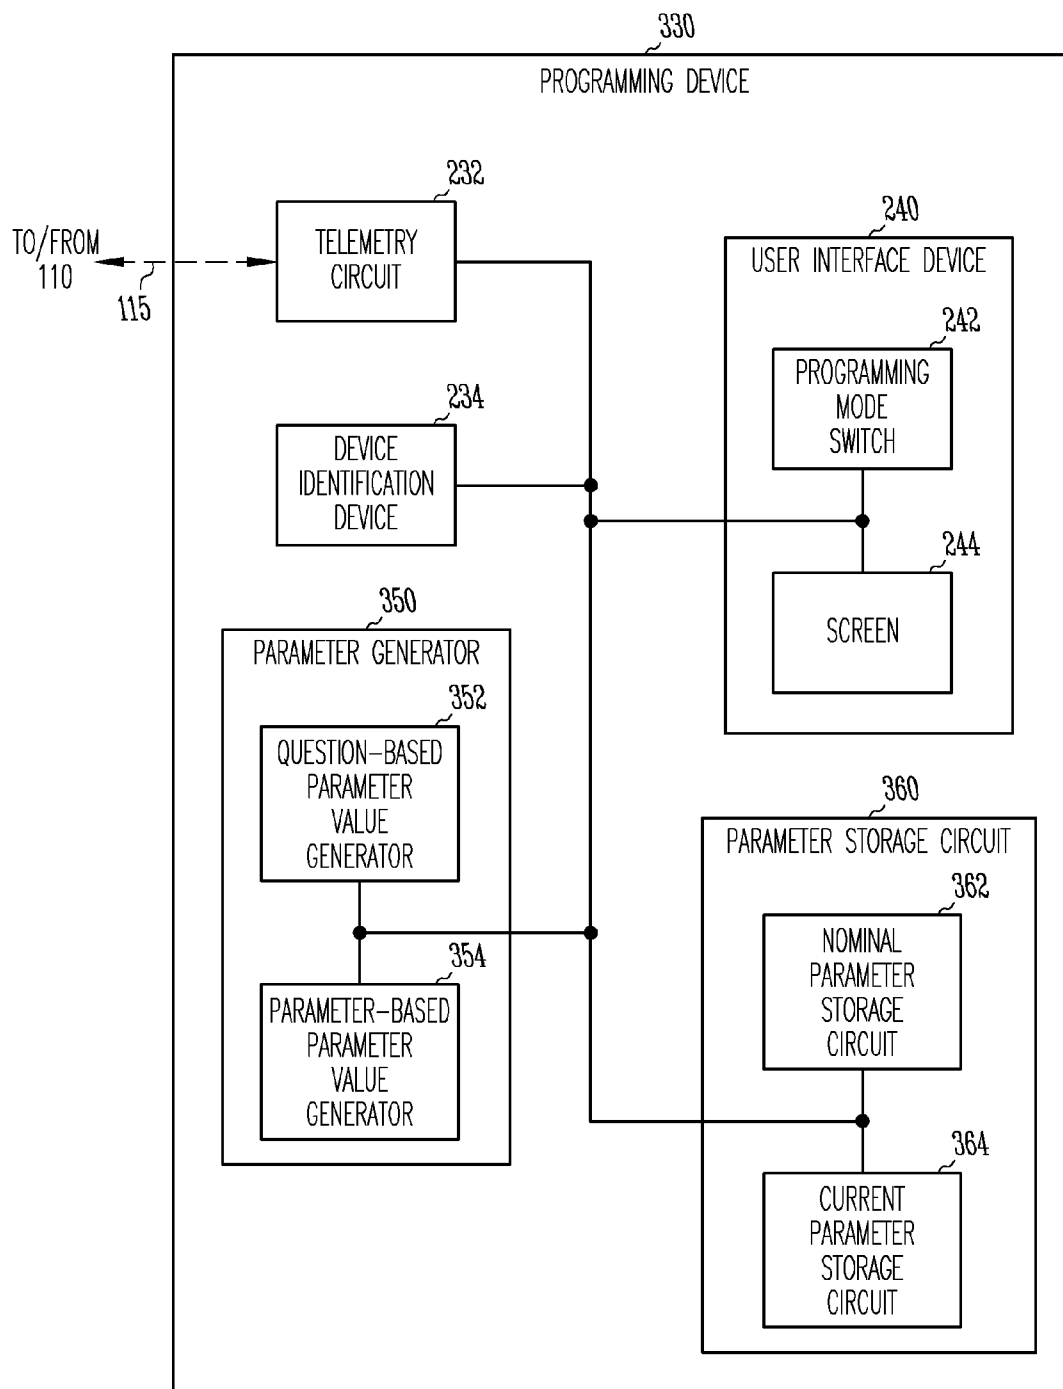 330
PROGRAMMING DEVICE
232
TELEMETRY
CIRCUIT
TO/FROM
110
115
240
USER INTERFACE DEVICE
242
PROGRAMMING
MODE
SWITCH
234
DEVICE
IDENTIFICATION
DEVICE
244
SCREEN
350
PARAMETER GENERATOR
352
QUESTION-BASED
PARAMETER
VALUE
GENERATOR
354
PARAMETER-BASED
PARAMETER
VALUE
GENERATOR
360
PARAMETER STORAGE CIRCUIT
362
NOMINAL
PARAMETER
STORAGE
CIRCUIT
364
CURRENT
PARAMETER
STORAGE
CIRCUIT